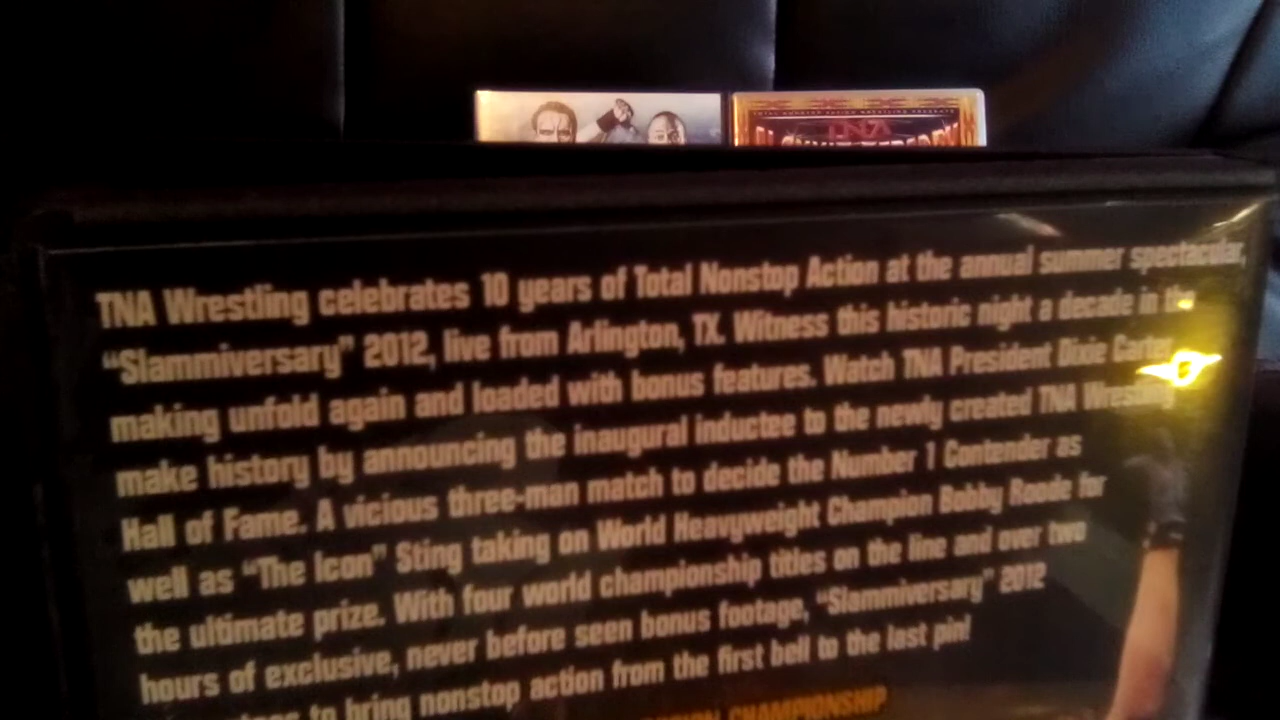 TOTAL NONSTOP ACTION WRESTLING PRESENTS
TNA
TNA Wrestling celebrates 10 years of Total Nonstop Action at the annual summer spectacular,
“Slammiversary” 2012, live from Arlington, TX. Witness this historic night a decade in the
making unfold again and loaded with bonus features. Watch TNA President Dixie Carter
make history by announcing the inaugural inductee to the newly created TNA Wrestling
Hall of Fame. A vicious three-man match to decide the Number 1 Contender as
well as “The Icon” Sting taking on World Heavyweight Champion Bobby Roode for
the ultimate prize. With four world championship titles on the line and over two
hours of exclusive, never before seen bonus footage, “Slammiversary” 2012
to bring nonstop action from the first bell to the last pin!
CHAMPIONSHIP